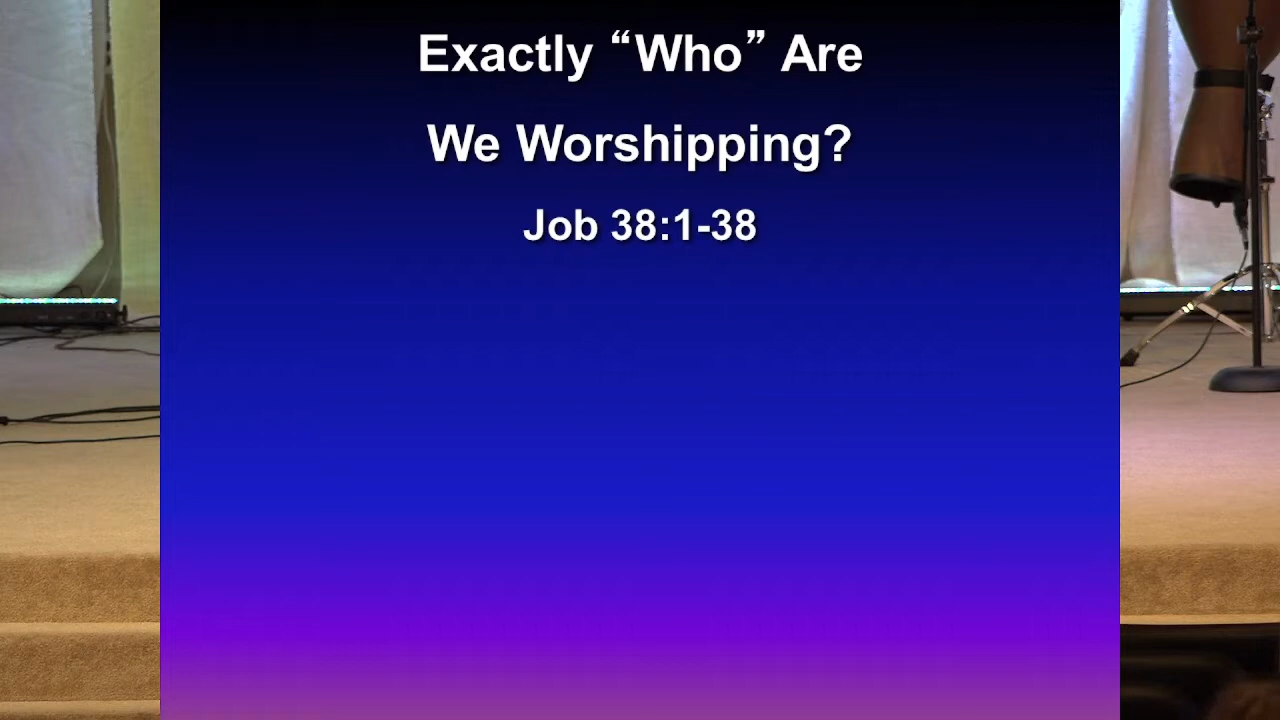 Exactly “Who” Are
We Worshipping?
Job 38:1-38